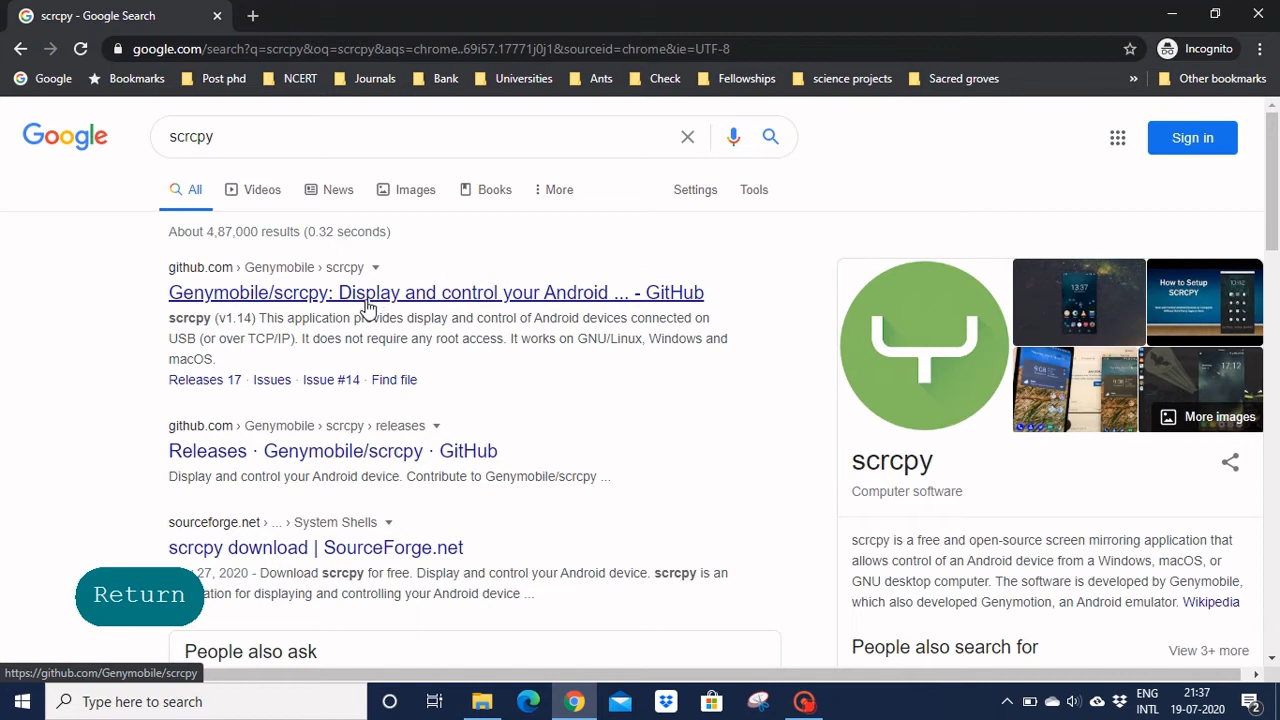 scrcpy - Google Search
google.com/search?q=scrcpy&oq=scrcpy&aqs=chrome..69i57.17771j0j1&sourceid=chrome&ie=UTF-8
Incognito
Google Bookmarks Post phd NCERT Journals Bank Universities Ants Check Fellowships science projects Sacred groves » Other bookmarks
Google
scrcpy
Sign in
All Videos News Images Books More Settings Tools
About 4,87,000 results (0.32 seconds)
github.com › Genymobile › scrcpy
Genymobile/scrcpy: Display and control your Android ... - GitHub
scrcpy (v1.14) This application provides display and control of Android devices connected on
USB (or over TCP/IP). It does not require any root access. It works on GNU/Linux, Windows and
macOS.
Releases 17 · Issues · Issue #14 · Find file
github.com › Genymobile › scrcpy › releases
Releases · Genymobile/scrcpy · GitHub
Display and control your Android device. Contribute to Genymobile/scrcpy ...
sourceforge.net › ... › System Shells
scrcpy download | SourceForge.net
27, 2020 - Download scrcpy for free. Display and control your Android device. scrcpy is an
for displaying and controlling your Android device ...
Return
People also ask
https://github.com/Genymobile/scrcpy
How to Setup
SCRCPY
More images
scrcpy
Computer software
scrcpy is a free and open-source screen mirroring application that
allows control of an Android device from a Windows, macOS, or
GNU desktop computer. The software is developed by Genymobile,
which also developed Genymotion, an Android emulator. Wikipedia
People also search for
View 3+ more
Type here to search
ENG
INTL
21:37
19-07-2020
2